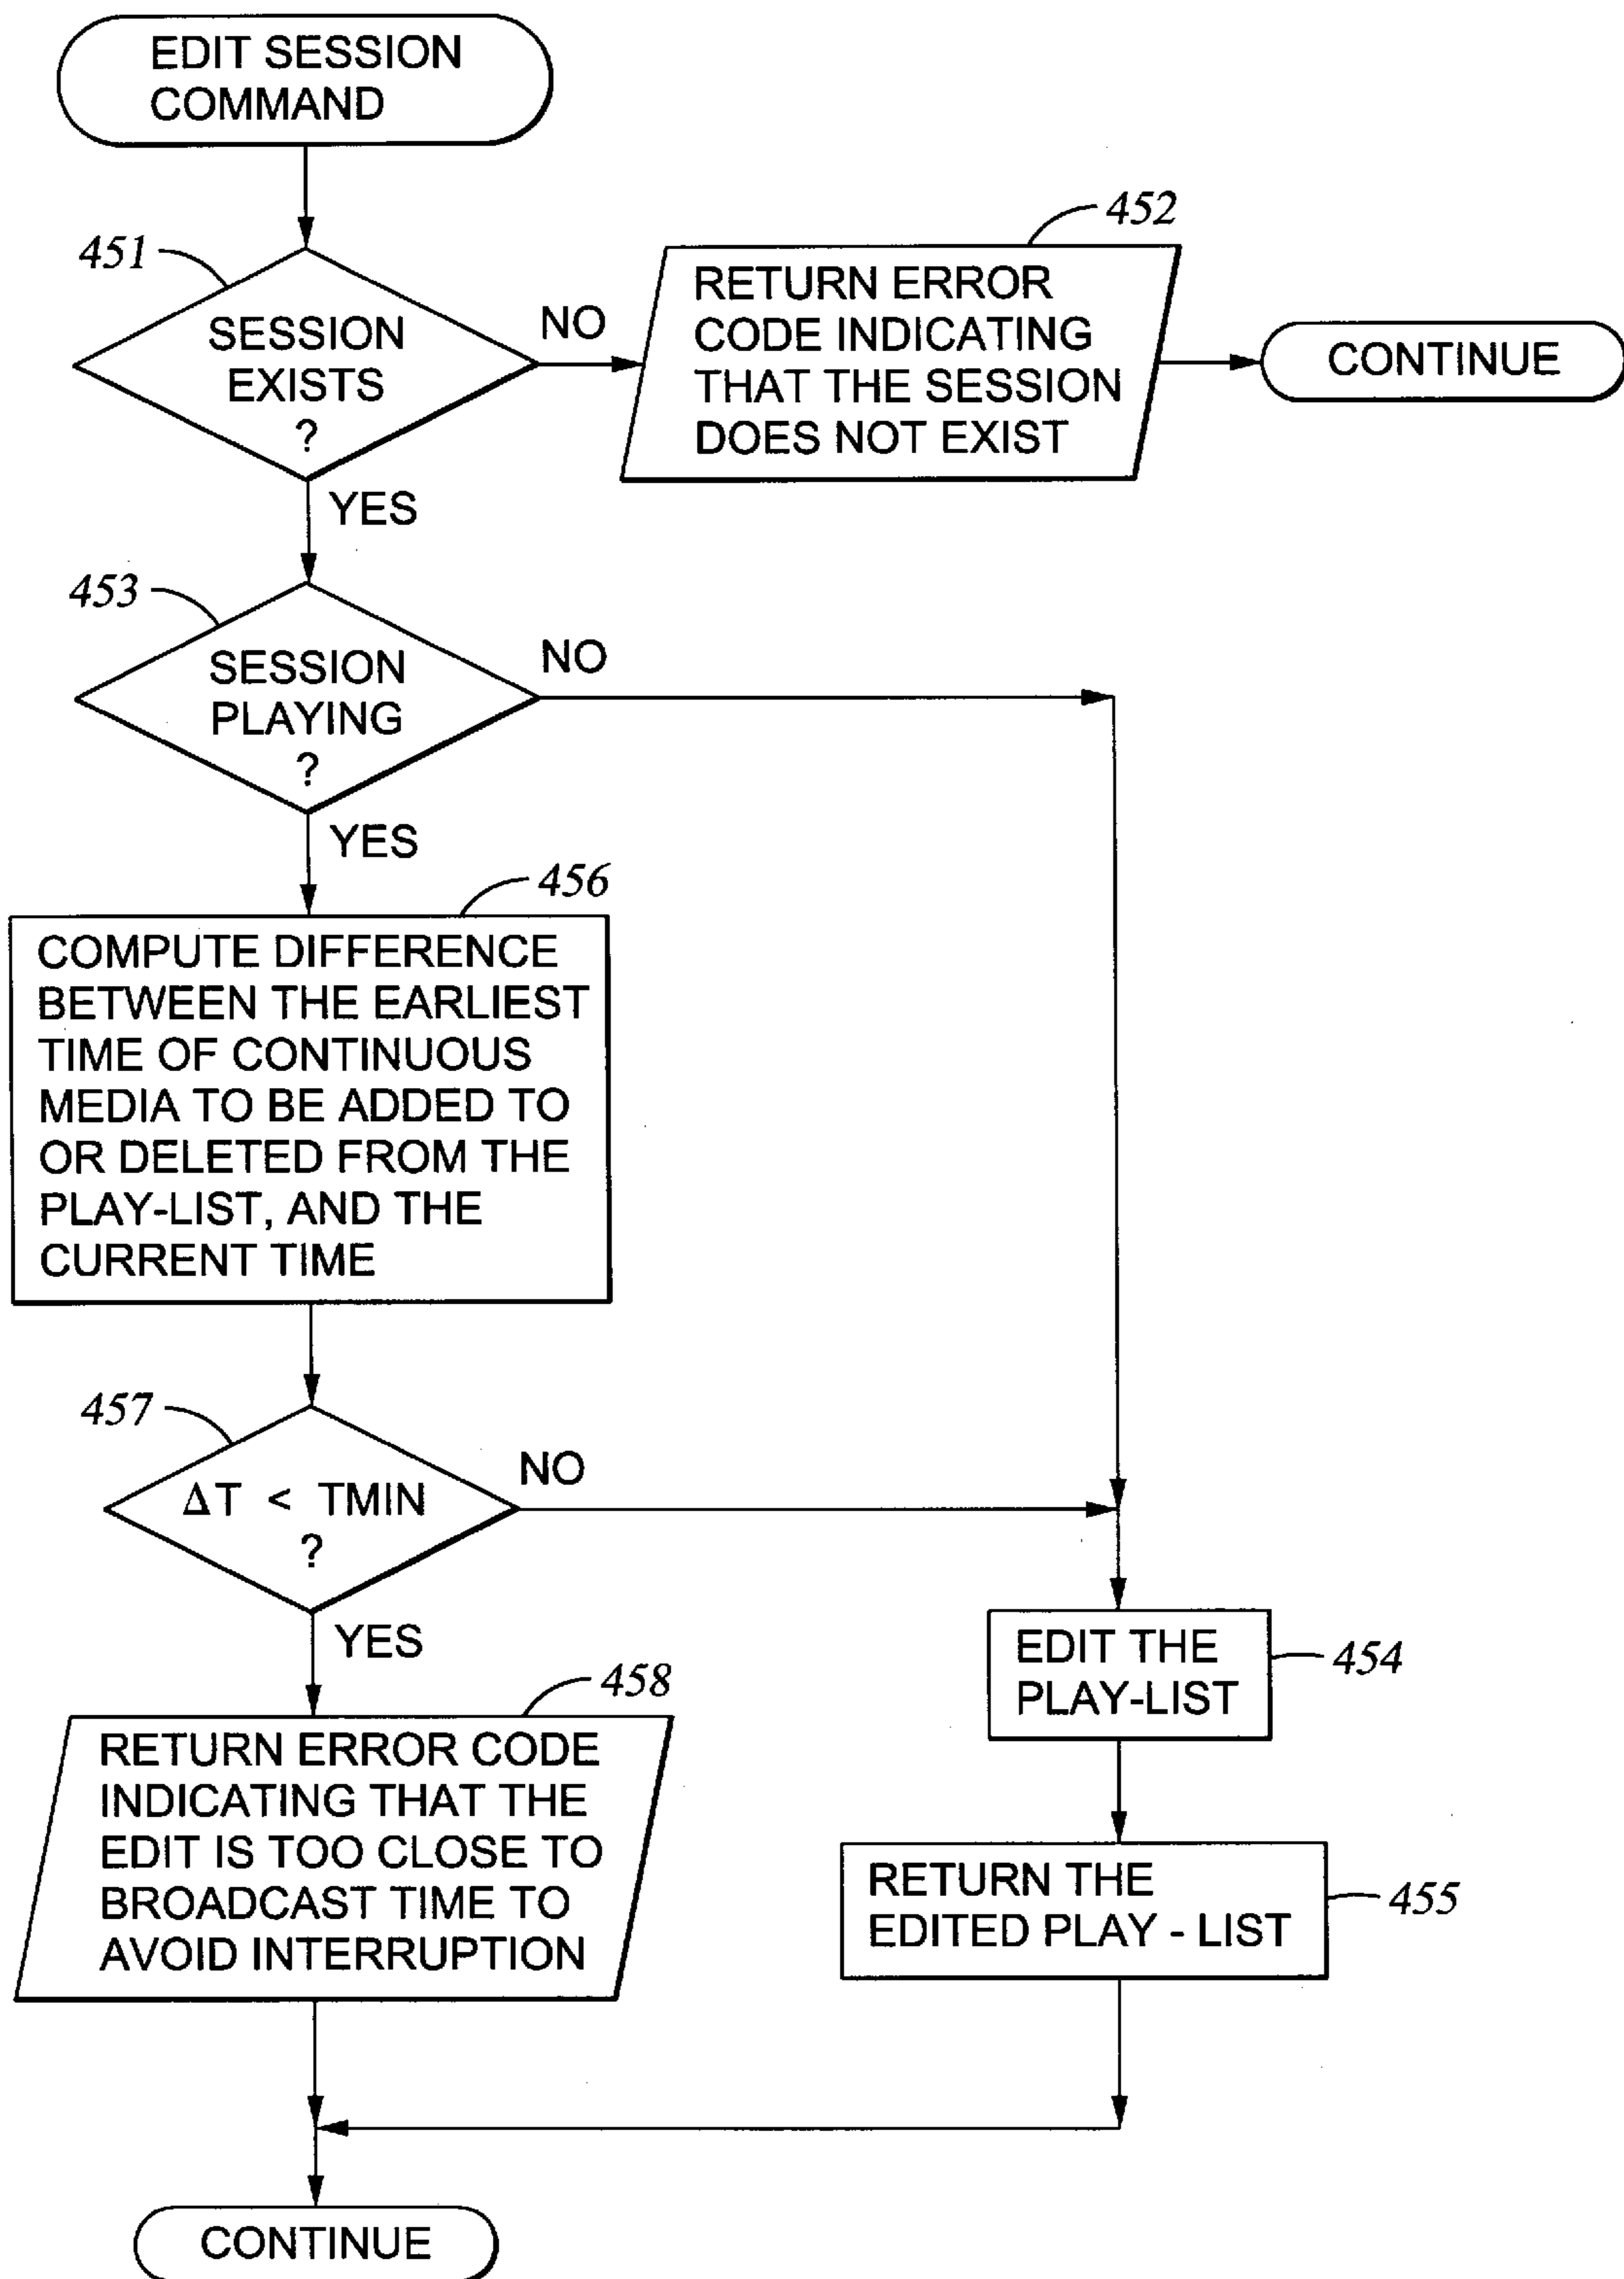 EDIT SESSION
COMMAND
451
SESSION
EXISTS
?
NO
452
RETURN ERROR
CODE INDICATING
THAT THE SESSION
DOES NOT EXIST
CONTINUE
YES
453
SESSION
PLAYING
?
NO
YES
456
COMPUTE DIFFERENCE
BETWEEN THE EARLIEST
TIME OF CONTINUOUS
MEDIA TO BE ADDED TO
OR DELETED FROM THE
PLAY-LIST, AND THE
CURRENT TIME
457
ΔT < TMIN
?
NO
YES
454
EDIT THE
PLAY-LIST
458
RETURN ERROR CODE
INDICATING THAT THE
EDIT IS TOO CLOSE TO
BROADCAST TIME TO
AVOID INTERRUPTION
455
RETURN THE
EDITED PLAY - LIST
CONTINUE